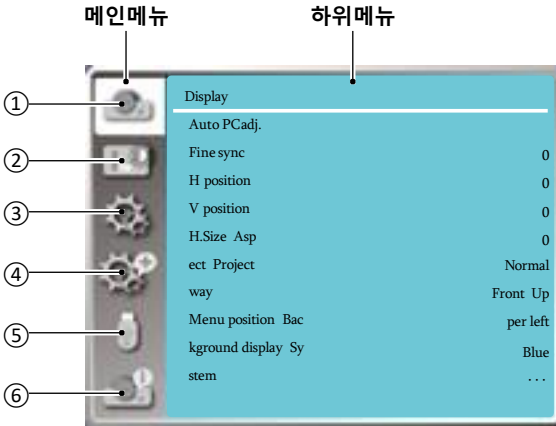 메인메뉴 하위메뉴
① Display
Auto PCadj.
② Fine sync 0
H position 0
③ V position 0
H.Size Asp 0
④ ect Project Normal
way Front Up
⑤ Menu position Bac per left
kground display Sy Blue
⑥ stem ...